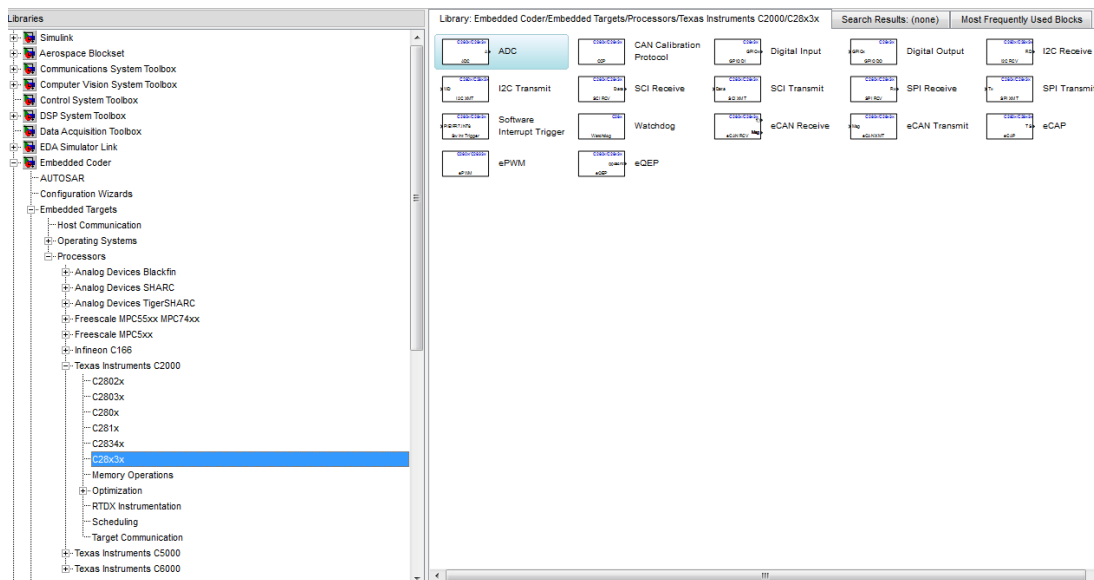 Libraries
Simulink
Aerospace Blockset
Communications System Toolbox
Computer Vision System Toolbox
Control System Toolbox
DSP System Toolbox
Data Acquisition Toolbox
EDA Simulator Link
Embedded Coder
AUTOSAR
Configuration Wizards
Embedded Targets
Host Communication
Operating Systems
Processors
Analog Devices Blackfin
Analog Devices SHARC
Analog Devices TigerSHARC
Freescale MPC55xx MPC74xx
Freescale MPC5xx
Infineon C166
Texas Instruments C2000
C2802x
C2803x
C280x
C281x
C2834x
C28x3x
Memory Operations
Optimization
RTDX Instrumentation
Scheduling
Target Communication
Texas Instruments C5000
Texas Instruments C6000
Library: Embedded Coder/Embedded Targets/Processors/Texas Instruments C2000/C28x3x
Search Results: (none)
Most Frequently Used Blocks
ADC
CAN Calibration
Protocol
Digital Input
Digital Output
I2C Receive
I2C Transmit
SCI Receive
SCI Transmit
SPI Receive
SPI Transmit
Software
Interrupt Trigger
Watchdog
eCAN Receive
eCAN Transmit
eCAP
ePWM
eQEP